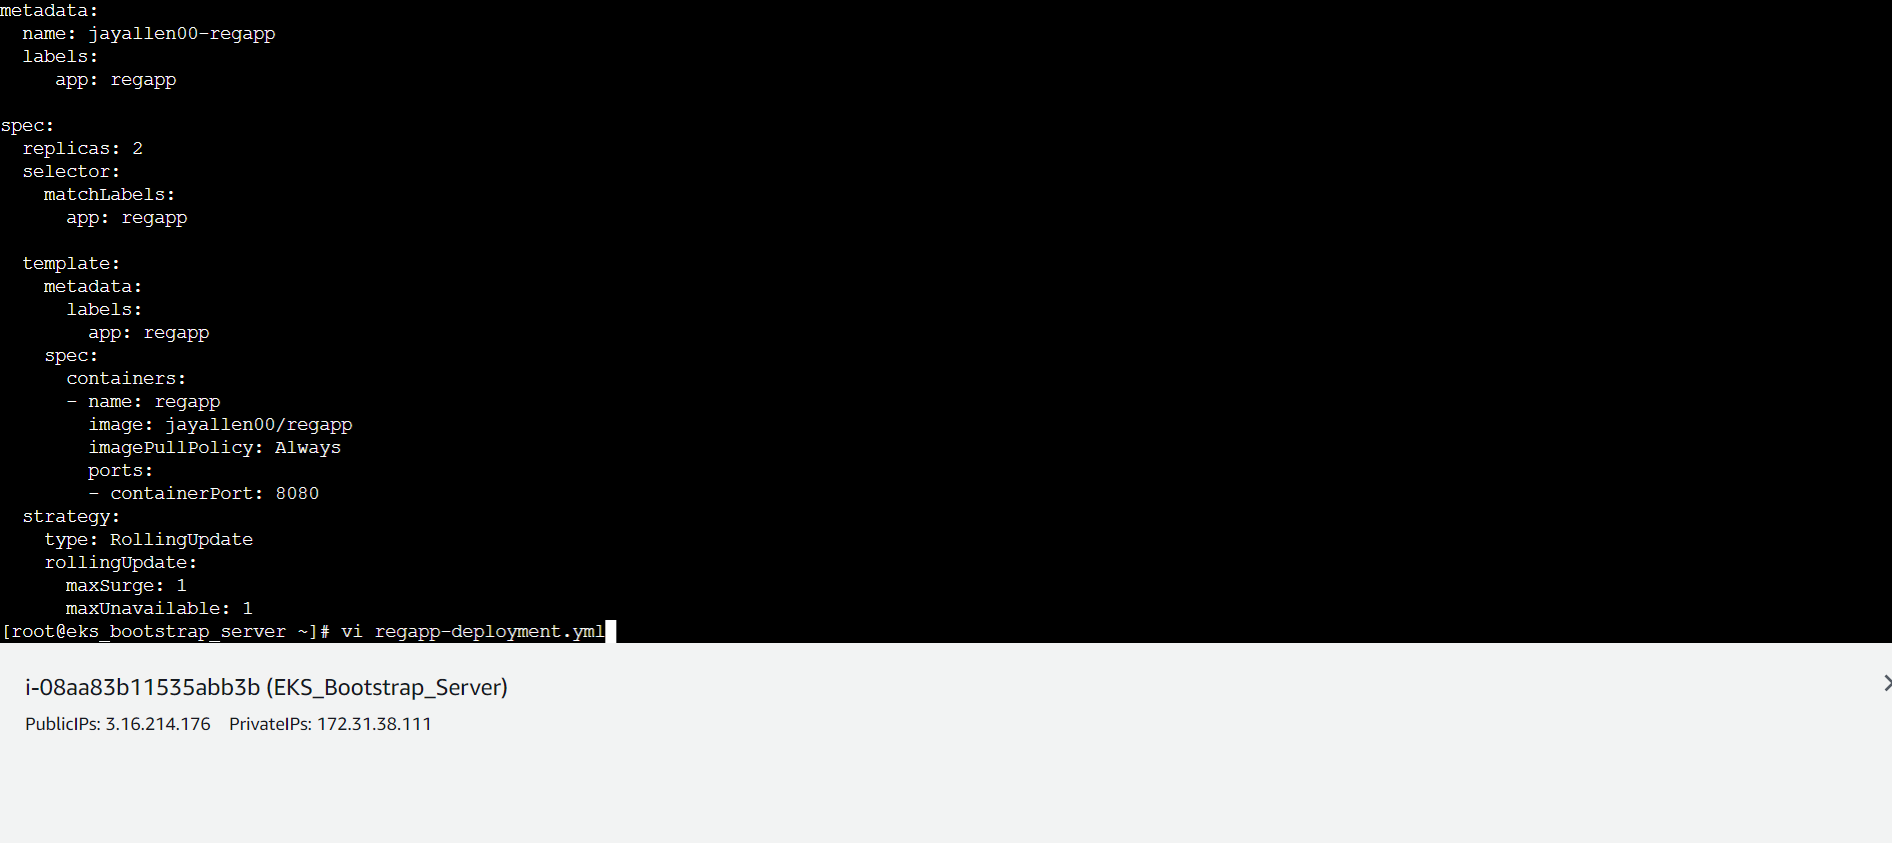 metadata:
  name: jayallen00-regapp
  labels:
     app: regapp

spec:
  replicas: 2
  selector:
    matchLabels:
      app: regapp

  template:
    metadata:
      labels:
        app: regapp
    spec:
      containers:
      - name: regapp
        image: jayallen00/regapp
        imagePullPolicy: Always
        ports:
        - containerPort: 8080
  strategy:
    type: RollingUpdate
    rollingUpdate:
      maxSurge: 1
      maxUnavailable: 1
[root@eks_bootstrap_server ~]# vi regapp-deployment.yml
i-08aa83b11535abb3b (EKS_Bootstrap_Server)
PublicIPs: 3.16.214.176 PrivateIPs: 172.31.38.111